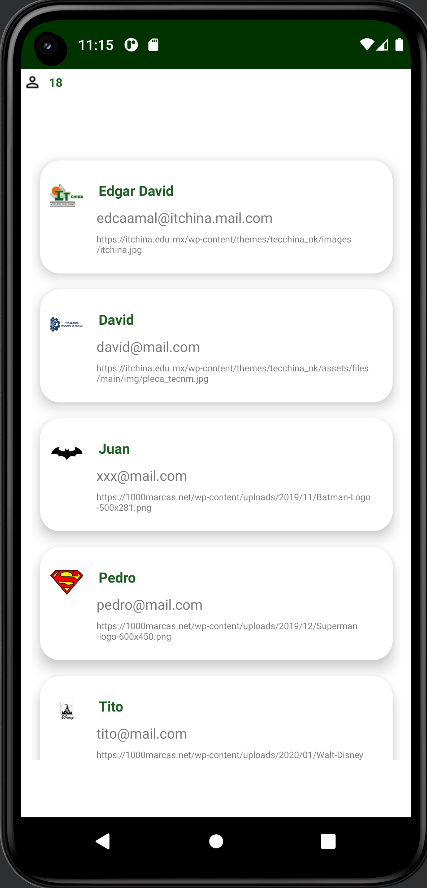 11:15
18
Edgar David
edcaamal@itchina.mail.com
https://itchina.edu.mx/wp-content/themes/tecchina_ok/images
/itchina.jpg
David
david@mail.com
https://itchina.edu.mx/wp-content/themes/tecchina_ok/assets/files
/main/img/pleca_tecnm.jpg
Juan
xxx@mail.com
https://1000marcas.net/wp-content/uploads/2019/11/Batman-Logo
-500x281.png
Pedro
pedro@mail.com
https://1000marcas.net/wp-content/uploads/2019/12/Superman
-logo-600x450.png
Tito
tito@mail.com
https://1000marcas.net/wp-content/uploads/2020/01/Walt-Disney